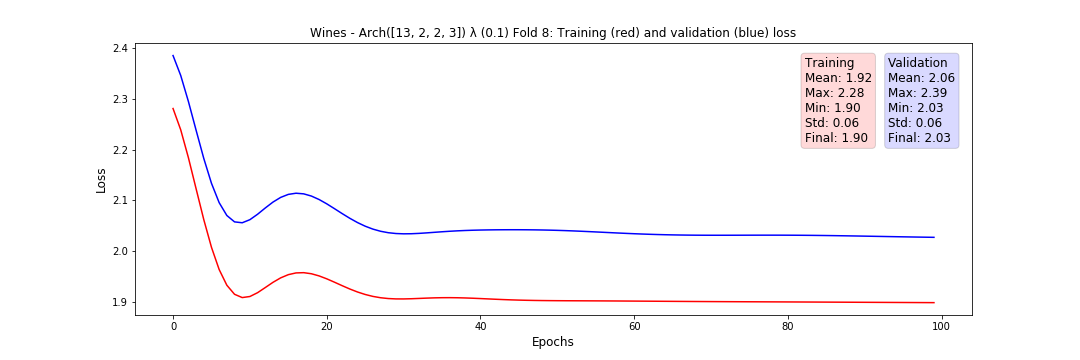 Wines - Arch([13, 2, 2, 3]) λ (0.1) Fold 8: Training (red) and validation (blue) loss
2.4
2.3
2.2
2.1
2.0
1.9
Loss
Training
Mean: 1.92
Max: 2.28
Min: 1.90
Std: 0.06
Final: 1.90
Validation
Mean: 2.06
Max: 2.39
Min: 2.03
Std: 0.06
Final: 2.03
0
20
40
60
80
100
Epochs